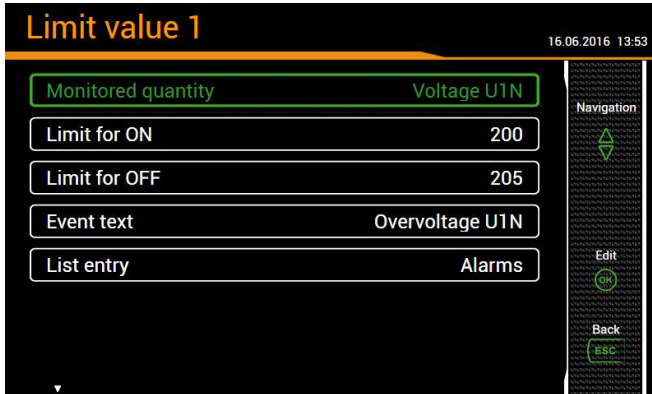 Limit value 1
16.06.2016 13:53
Monitored quantity Voltage U1N
Limit for ON 200
Limit for OFF 205
Event text Overvoltage U1N
List entry Alarms
Navigation
Edit
OK
Back
ESC